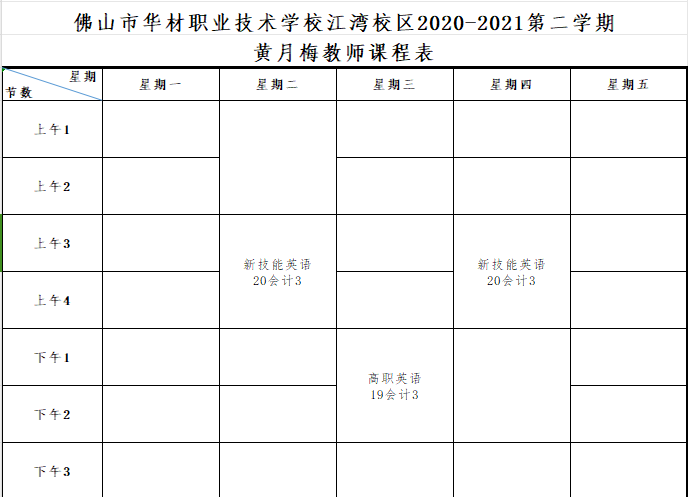 佛山市华材职业技术学校江湾校区2020-2021第二学期
黄月梅教师课程表
星期
节数
星期一 星期二 星期三 星期四 星期五
上午1
上午2
上午3
新技能英语 新技能英语
20会计3 20会计3
上午4
下午1
高职英语
19会计3
下午2
下午3